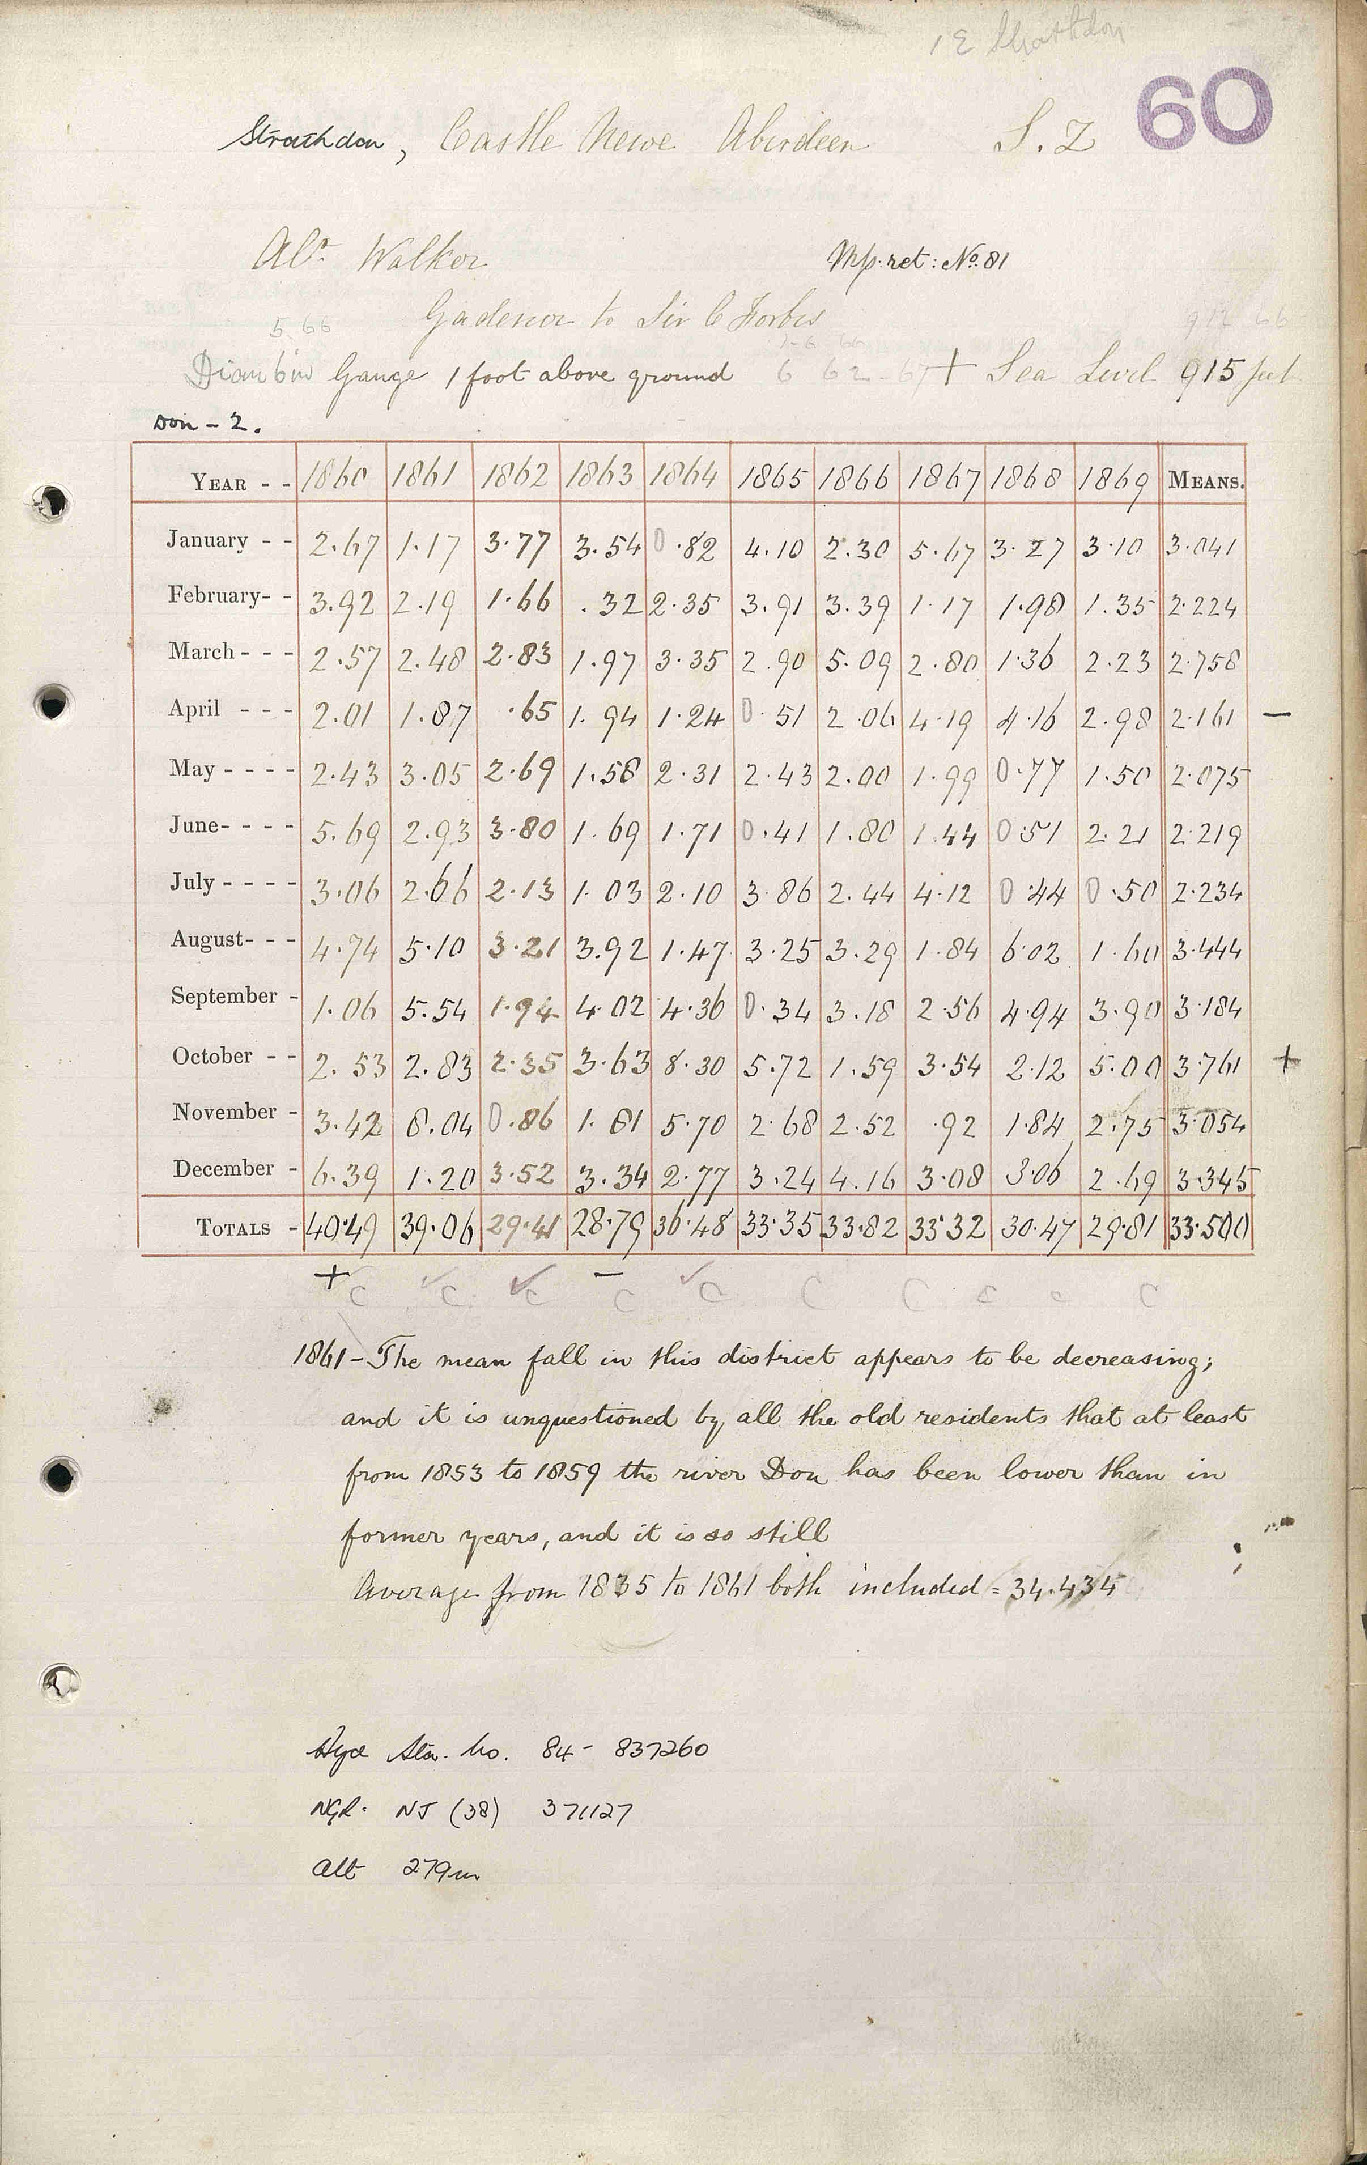 1 E Strathdon
60
Strathdon, Castle Newe Aberdeen S. Z
Alr. Walker Mp. ret: No. 81
Gadener to Sir C Forbes
5.66
Diam 6 in Gauge 1 foot above ground 6 62-67 + Sea Level 915 feet
Don - 2.
YEAR - - 1860 1861 1862 1863 1864 1865 1866 1867 1868 1869 MEANS.
January - - 2.67 1.17 3.77 3.54 0.82 4.10 2.30 5.67 3.27 3.10 3.041
February- - 3.92 2.19 1.66 .32 2.35 3.91 3.39 1.17 1.98 1.35 2.224
March - - - 2.57 2.48 2.83 1.97 3.35 2.90 5.09 2.80 1.36 2.23 2.758
April - - - 2.01 1.87 .65 1.94 1.24 0.51 2.06 4.19 4.16 2.98 2.161 —
May - - - - 2.43 3.05 2.69 1.58 2.31 2.43 2.00 1.99 0.77 1.50 2.075
June- - - - 5.69 2.93 3.80 1.69 1.71 0.41 1.80 1.44 0.51 2.21 2.219
July - - - - 3.06 2.66 2.13 1.03 2.10 3.86 2.44 4.12 0.44 0.50 2.234
August- - - 4.74 5.10 3.21 3.92 1.47 3.25 3.29 1.84 6.02 1.60 3.444
September - 1.06 5.54 1.94 4.02 4.36 0.34 3.18 2.56 4.94 3.90 3.184
October - - 2.53 2.83 2.35 3.63 8.30 5.72 1.59 3.54 2.12 5.00 3.761 +
November - 3.42 8.04 0.86 1.81 5.70 2.68 2.52 .92 1.84 2.75 3.054
December - 6.39 1.20 3.52 3.34 2.77 3.24 4.16 3.08 3.06 2.69 3.345
TOTALS - 40.49 39.06 29.41 28.79 36.48 33.35 33.82 33.32 30.47 29.81 33.500
+ C ✓ C ✓ C — C ✓ C C C C C C
1861 - The mean fall in this district appears to be decreasing;
and it is unquestioned by all the old residents that at least
from 1853 to 1859 the river Don has been lower than in
former years, and it is so still
Average from 1835 to 1861 both included = 34.434
Hyd Stn. No. 84 - 837260
NGR. NJ (38) 371127
alt 279m